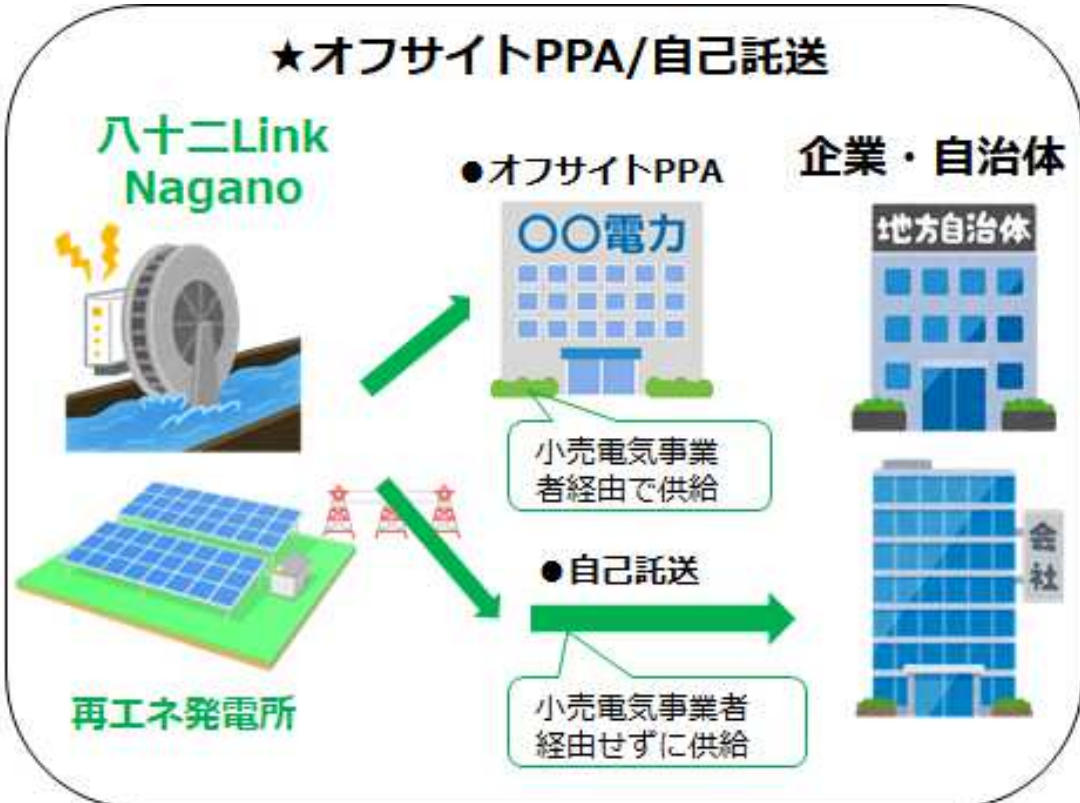 ★オフサイトPPA/自己託送
八十二Link
Nagano
●オフサイトPPA
企業・自治体
〇〇電力
地方自治体
小売電気事業
者経由で供給
会
社
●自己託送
再エネ発電所
小売電気事業者
経由せずに供給